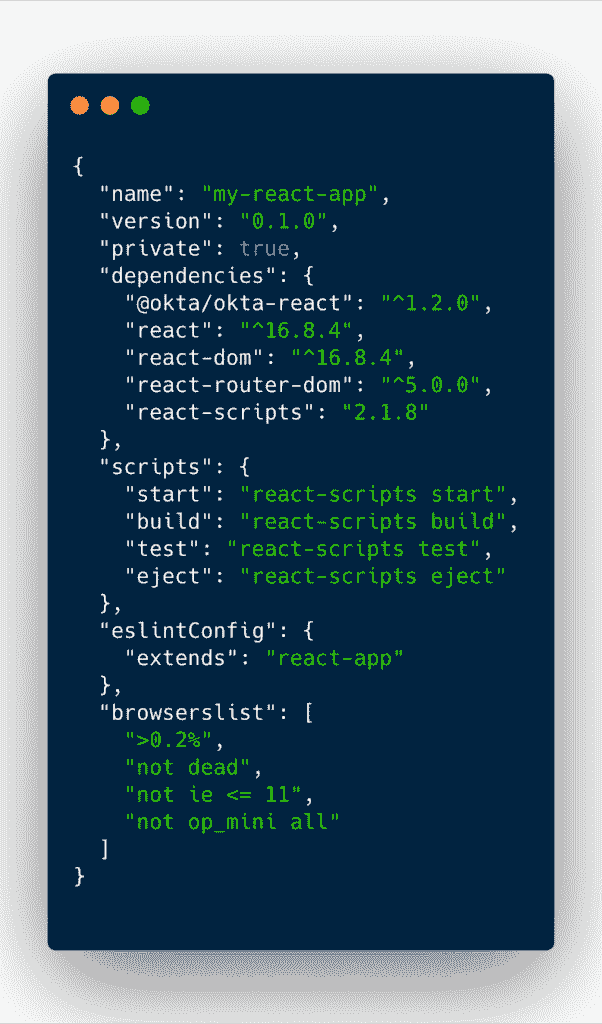 {
  "name": "my-react-app",
  "version": "0.1.0",
  "private": true,
  "dependencies": {
    "@okta/okta-react": "^1.2.0",
    "react": "^16.8.4",
    "react-dom": "^16.8.4",
    "react-router-dom": "^5.0.0",
    "react-scripts": "2.1.8"
  },
  "scripts": {
    "start": "react-scripts start",
    "build": "react-scripts build",
    "test": "react-scripts test",
    "eject": "react-scripts eject"
  },
  "eslintConfig": {
    "extends": "react-app"
  },
  "browserslist": [
    ">0.2%",
    "not dead",
    "not ie <= 11",
    "not op_mini all"
  ]
}